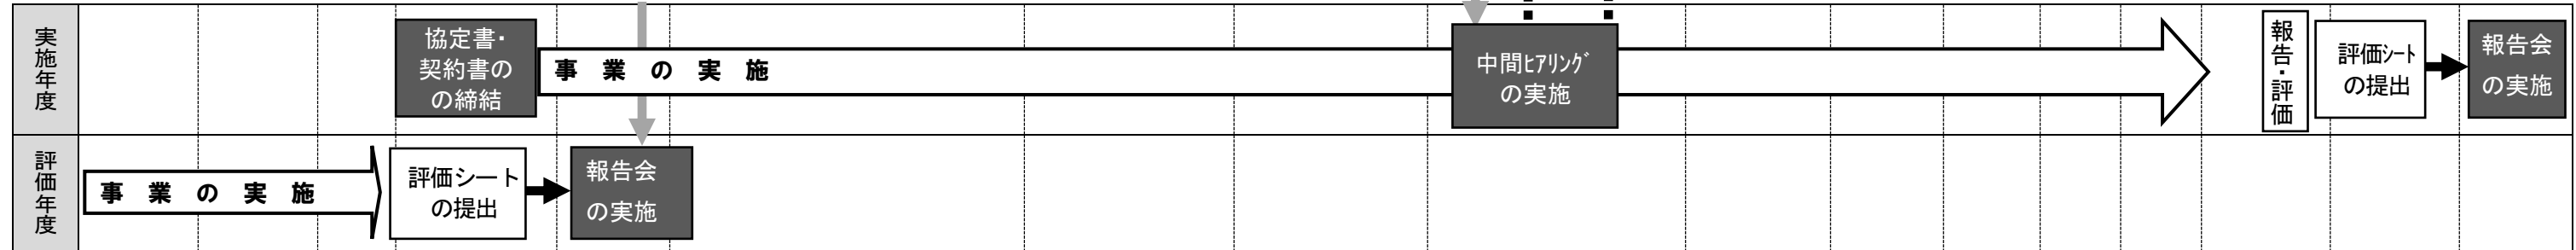 実施年度
協定書・
契約書の
の締結
事業の実施
中間ﾋｱﾘﾝｸﾞ
の実施
報告・評価
評価ｼｰﾄ
の提出
報告会
の実施
評価年度
事業の実施
評価シート
の提出
報告会
の実施